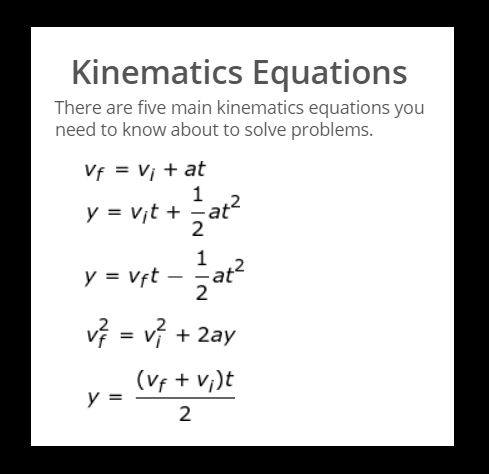 Kinematics Equations
There are five main kinematics equations you
need to know about to solve problems.
v_f = v_i + at
y = v_i t + \frac{1}{2} at^2
y = v_f t − \frac{1}{2} at^2
v_f^2 = v_i^2 + 2ay
y = \frac{(v_f + v_i)t}{2}